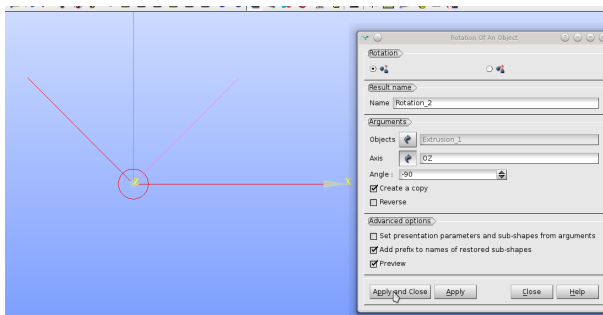 Rotation Of An Object
Rotation
Result name
Name Rotation_2
Arguments
Objects Extrusion_1
Axis OZ
Angle : -90
Create a copy
Reverse
Advanced options
Set presentation parameters and sub-shapes from arguments
Add prefix to names of restored sub-shapes
Preview
Apply and Close Apply Close Help
Z
X